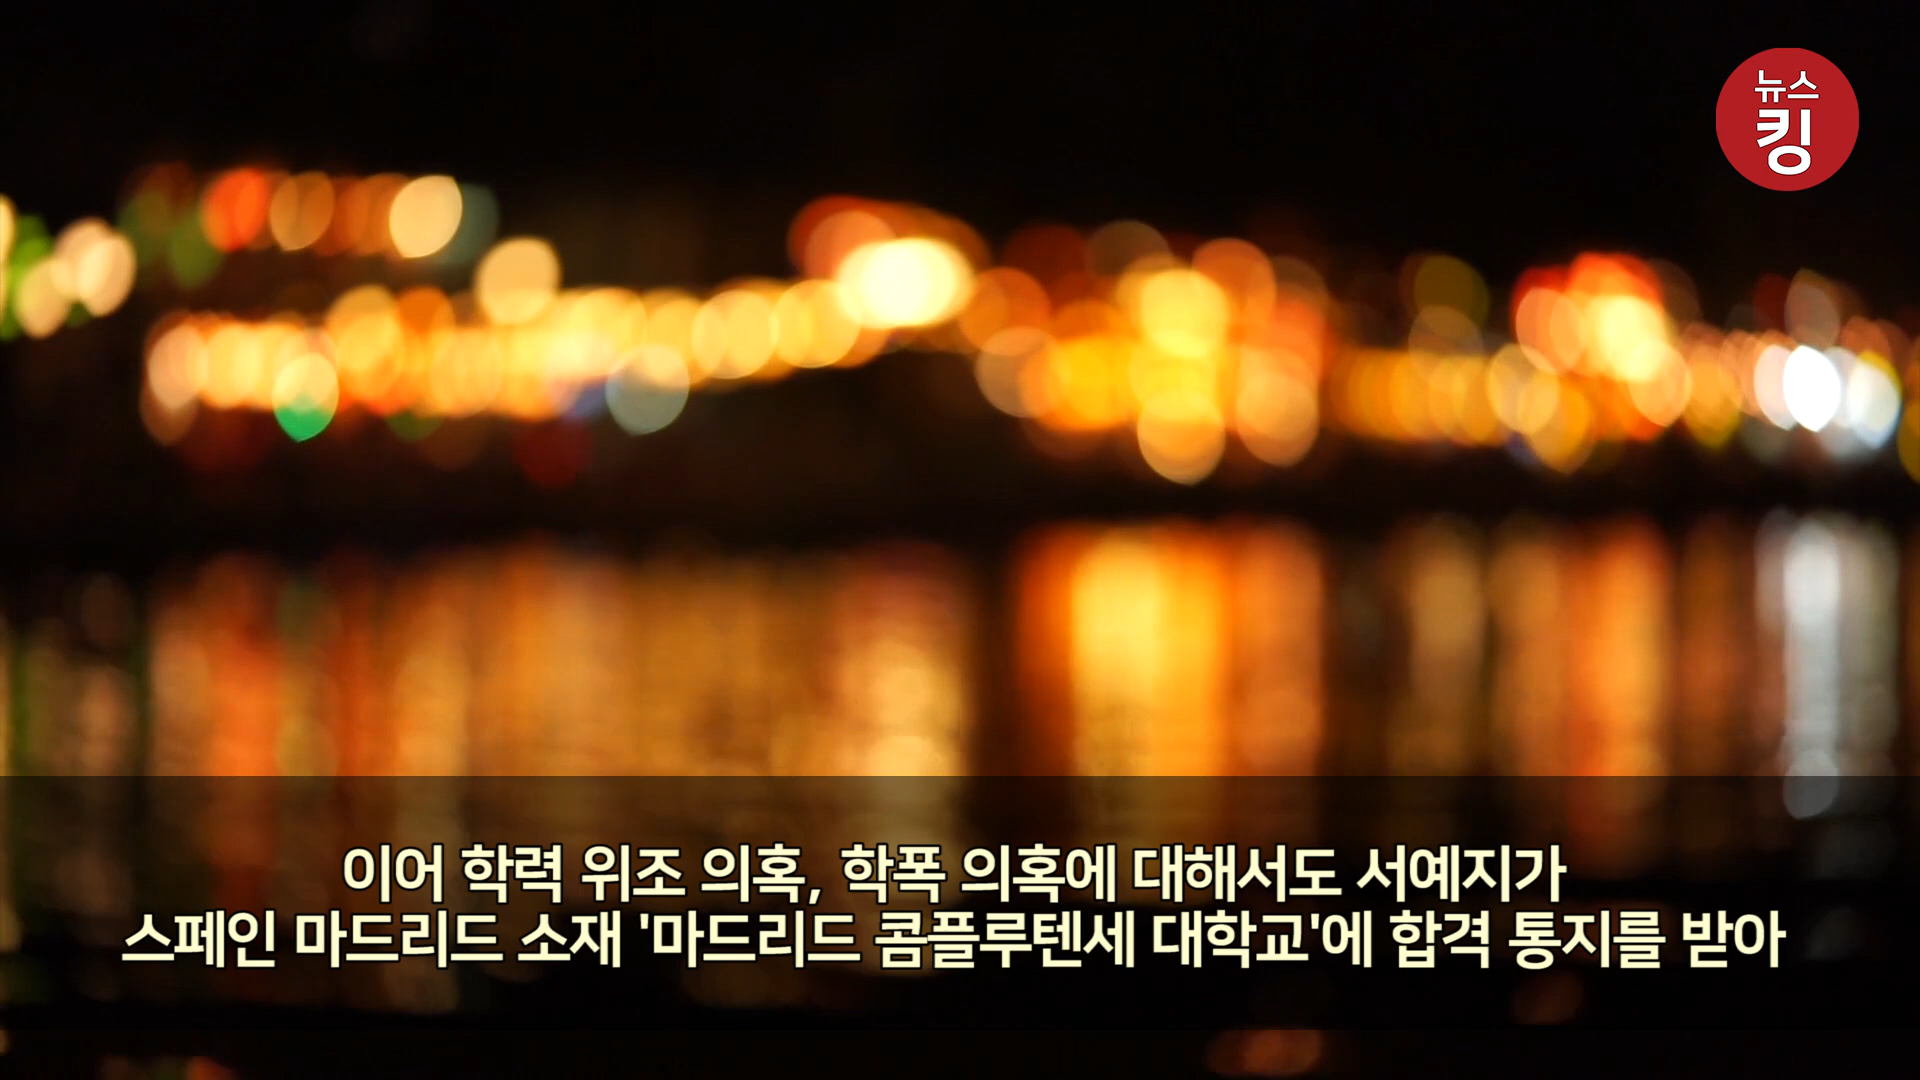 뉴스
킹
이어 학력 위조 의혹, 학폭 의혹에 대해서도 서예지가
스페인 마드리드 소재 '마드리드 콤플루텐세 대학교'에 합격 통지를 받아